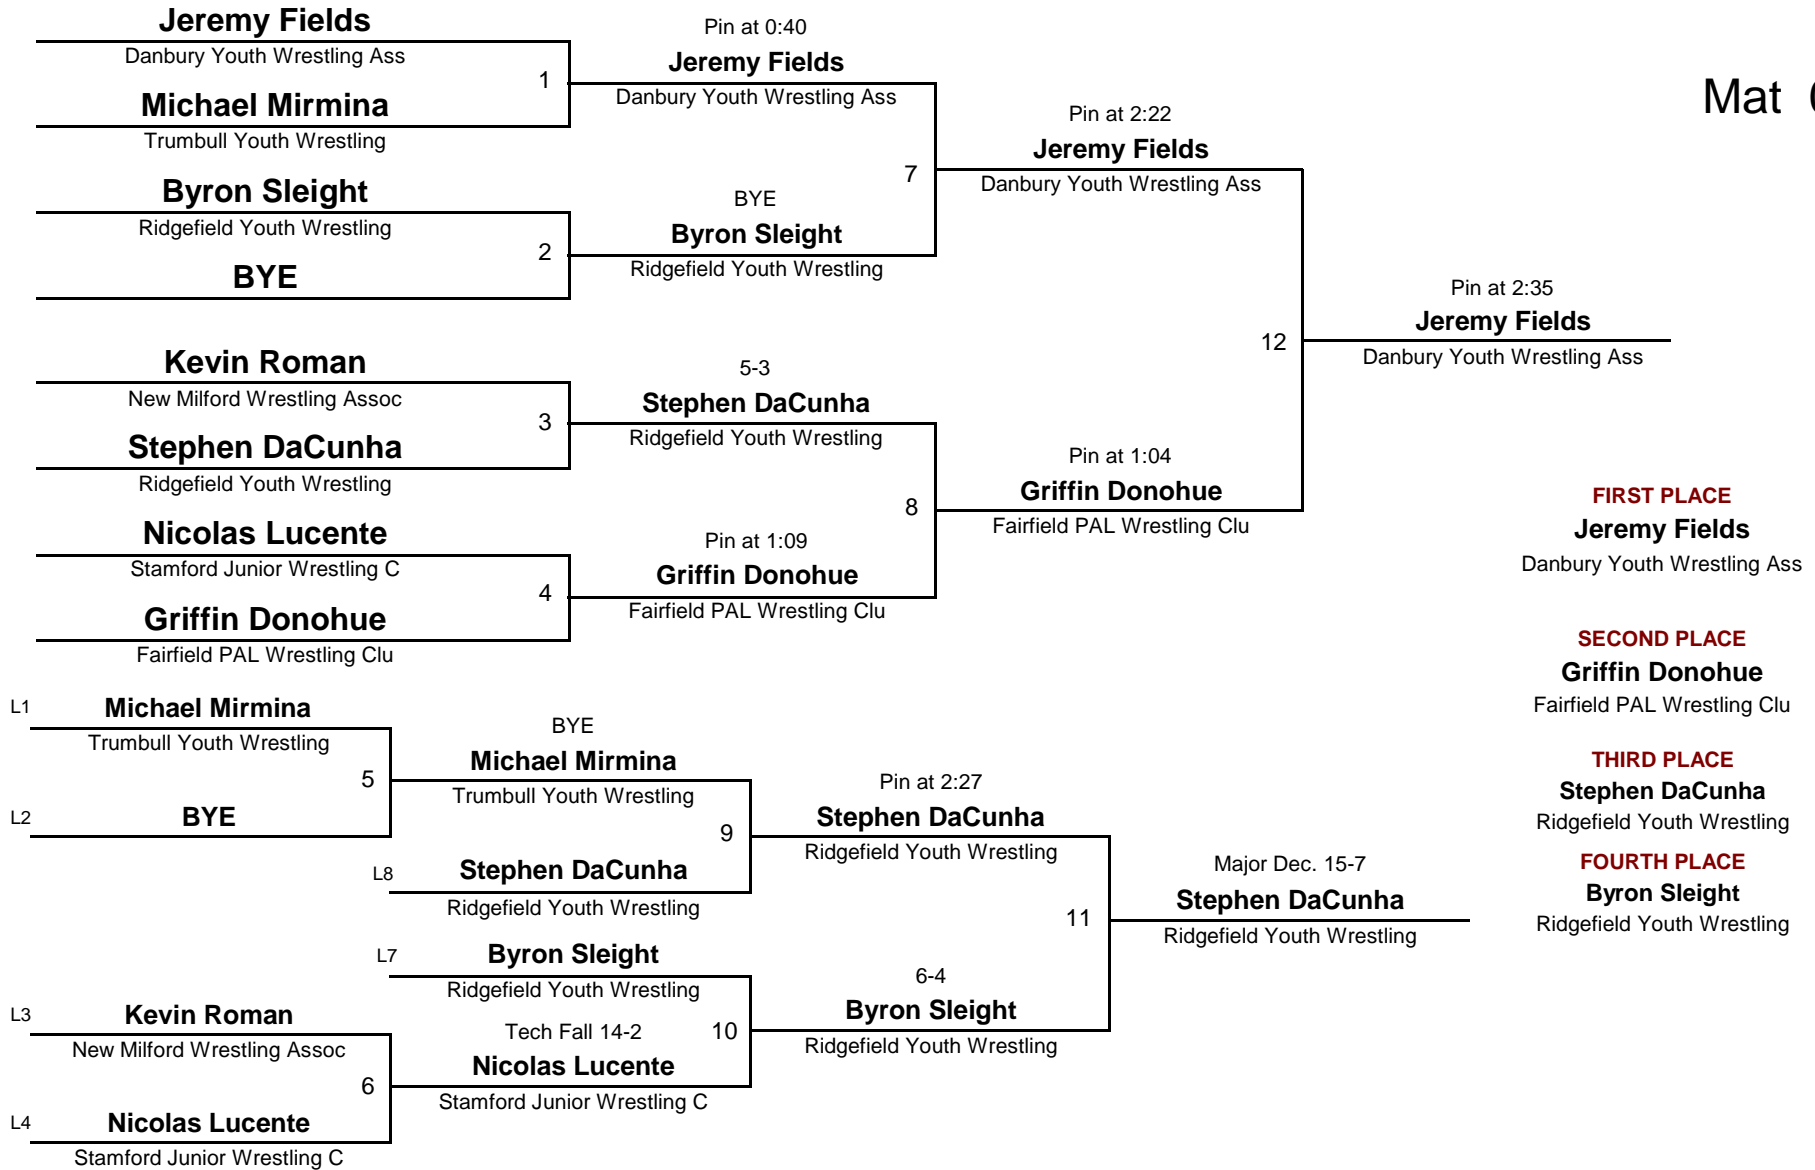 Jeremy Fields
Danbury Youth Wrestling Ass
1
Michael Mirmina
Trumbull Youth Wrestling
Byron Sleight
Ridgefield Youth Wrestling
2
BYE
Kevin Roman
New Milford Wrestling Assoc
3
Stephen DaCunha
Ridgefield Youth Wrestling
Nicolas Lucente
Stamford Junior Wrestling C
4
Griffin Donohue
Fairfield PAL Wrestling Clu
Pin at 0:40
Jeremy Fields
Danbury Youth Wrestling Ass
7
BYE
Byron Sleight
Ridgefield Youth Wrestling
5-3
Stephen DaCunha
Ridgefield Youth Wrestling
8
Pin at 1:09
Griffin Donohue
Fairfield PAL Wrestling Clu
Pin at 2:22
Jeremy Fields
Danbury Youth Wrestling Ass
12
Pin at 1:04
Griffin Donohue
Fairfield PAL Wrestling Clu
Pin at 2:35
Jeremy Fields
Danbury Youth Wrestling Ass
Mat
L1
Michael Mirmina
Trumbull Youth Wrestling
5
L2
BYE
L3
Kevin Roman
New Milford Wrestling Assoc
6
L4
Nicolas Lucente
Stamford Junior Wrestling C
BYE
Michael Mirmina
Trumbull Youth Wrestling
9
L8
Stephen DaCunha
Ridgefield Youth Wrestling
L7
Byron Sleight
Ridgefield Youth Wrestling
10
Tech Fall 14-2
Nicolas Lucente
Stamford Junior Wrestling C
Pin at 2:27
Stephen DaCunha
Ridgefield Youth Wrestling
11
6-4
Byron Sleight
Ridgefield Youth Wrestling
Major Dec. 15-7
Stephen DaCunha
Ridgefield Youth Wrestling
FIRST PLACE
Jeremy Fields
Danbury Youth Wrestling Ass
SECOND PLACE
Griffin Donohue
Fairfield PAL Wrestling Clu
THIRD PLACE
Stephen DaCunha
Ridgefield Youth Wrestling
FOURTH PLACE
Byron Sleight
Ridgefield Youth Wrestling